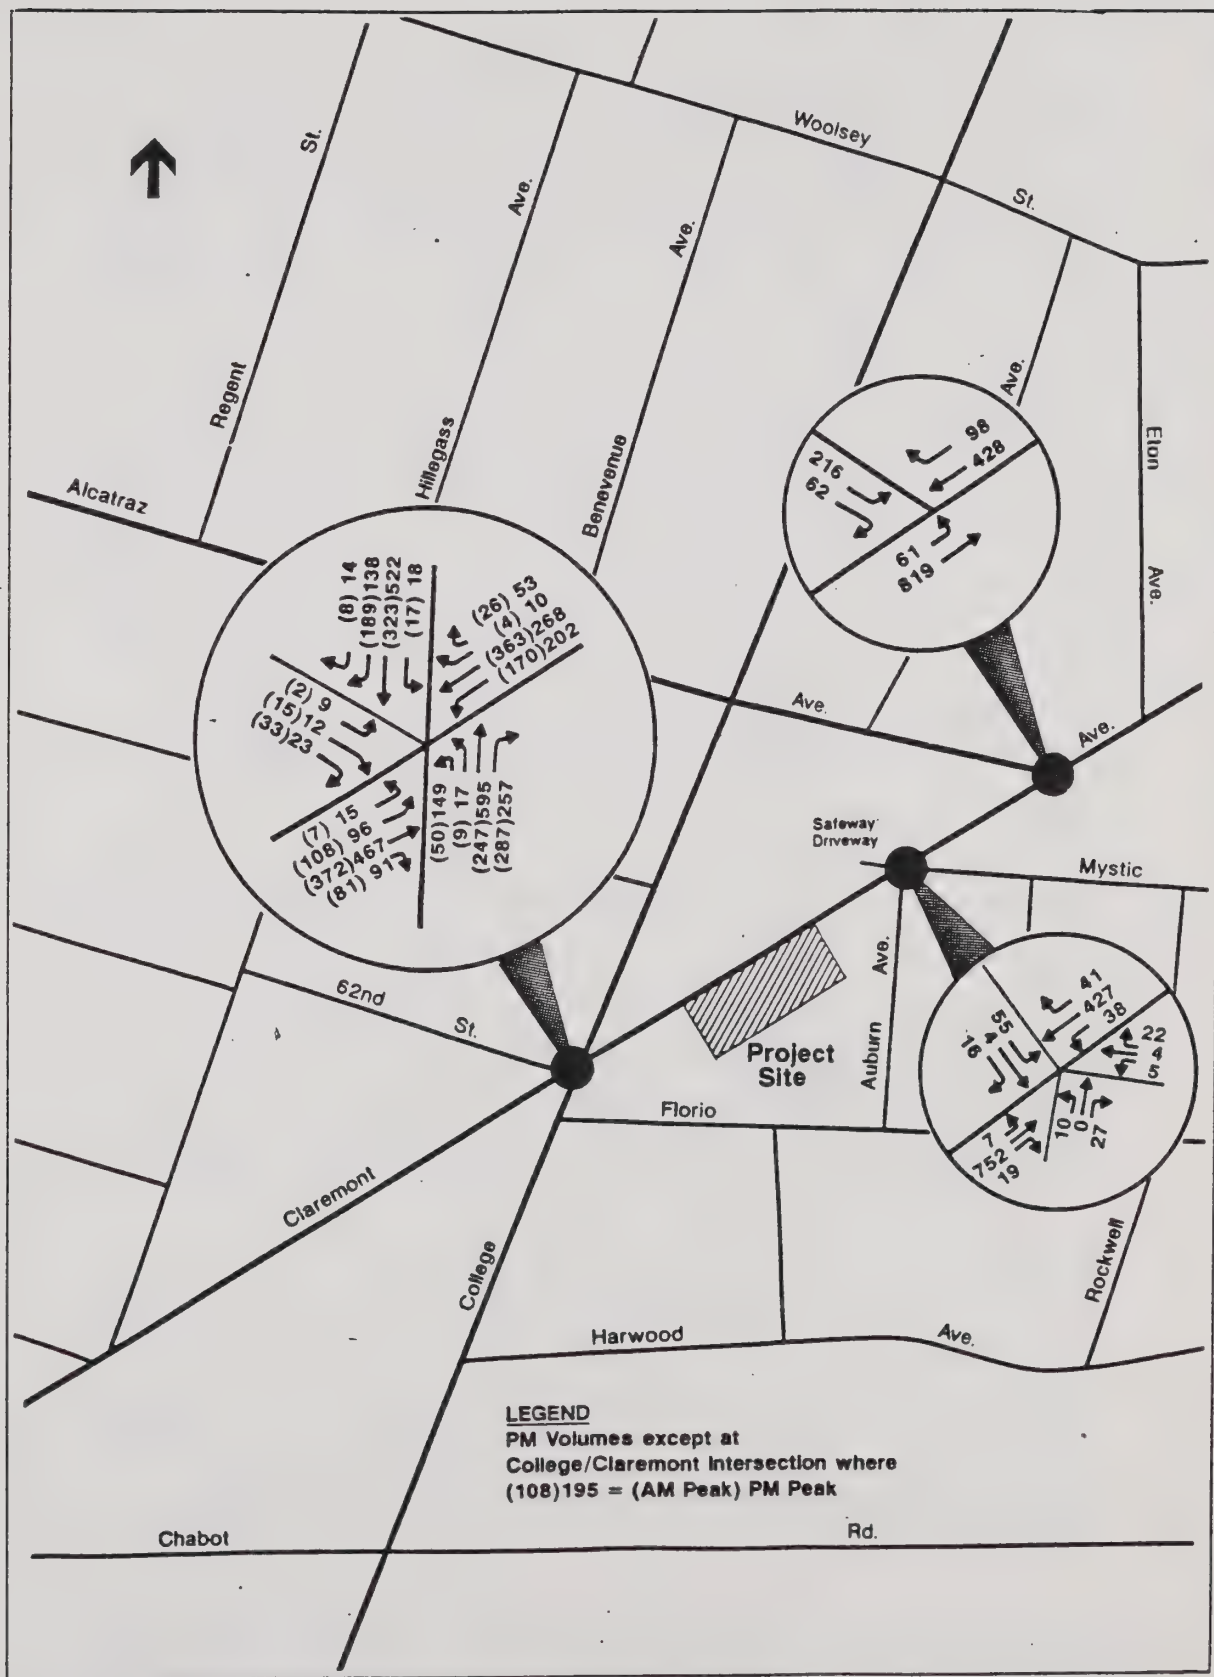 Woolsey
St.
St.
Ave.
Ave.
Regent
Hillegass
Benevenue
Ave.
Eton
Ave.
Alcatraz
98
428
216
62
61
819
(8) 14
(189)138
(323)522
(17) 18
(26) 53
(4) 10
(363)268
(170)202
(2) 9
(15)12
(33)23
(7) 15
(108) 96
(372)467
(81) 91
(50)149
(9) 17
(247)595
(287)257
Ave.
Ave.
Safeway
Driveway
Mystic
62nd
St.
Project
Site
Auburn
Ave.
41
427
38
55
4
16
22
4
5
10
0
27
7
752
19
Florio
Claremont
College
Rockwell
Harwood
Ave.
LEGEND
PM Volumes except at
College/Claremont Intersection where
(108)195 = (AM Peak) PM Peak
Chabot
Rd.